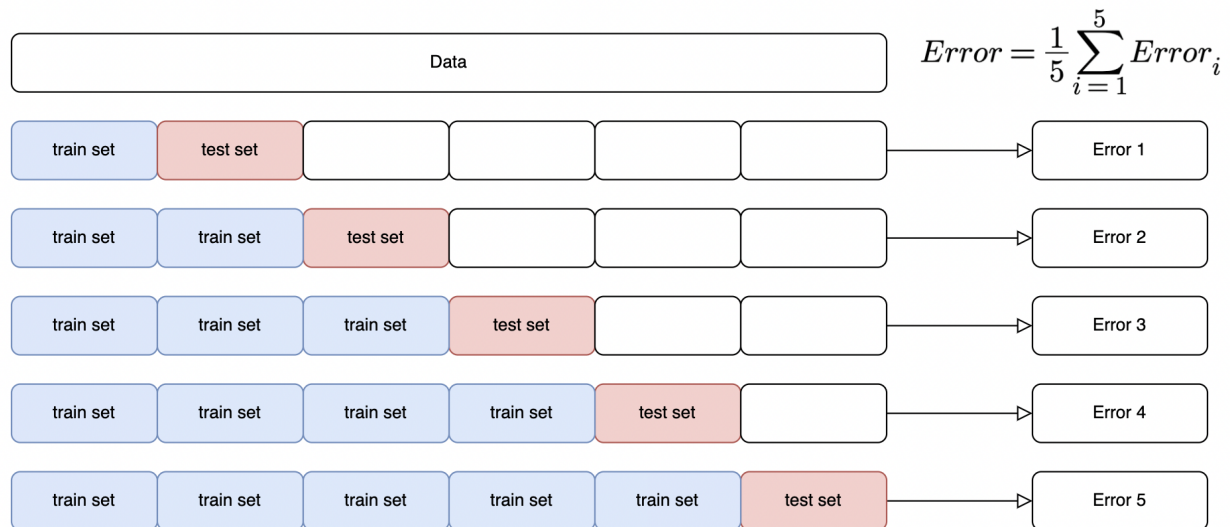 Data
Error = 1/5 5∑i = 1 Error i
train set test set Error 1
train set train set test set Error 2
train set train set train set test set Error 3
train set train set train set train set test set Error 4
train set train set train set train set train set test set Error 5